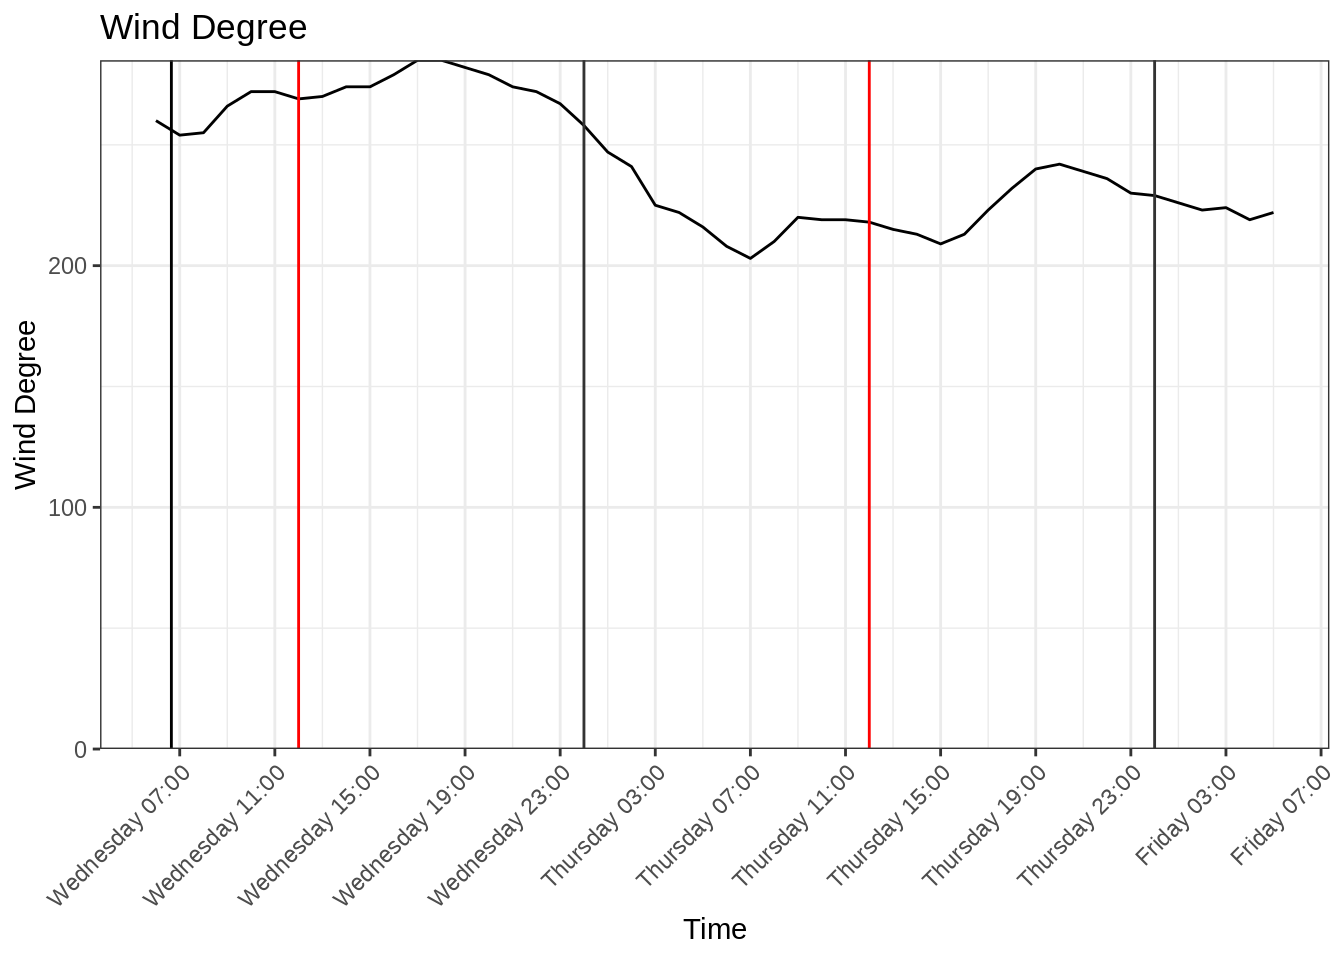 Wind Degree
Wind Degree
200
100
0
Wednesday 07:00
Wednesday 11:00
Wednesday 15:00
Wednesday 19:00
Wednesday 23:00
Thursday 03:00
Thursday 07:00
Thursday 11:00
Thursday 15:00
Thursday 19:00
Thursday 23:00
Friday 03:00
Friday 07:00
Time